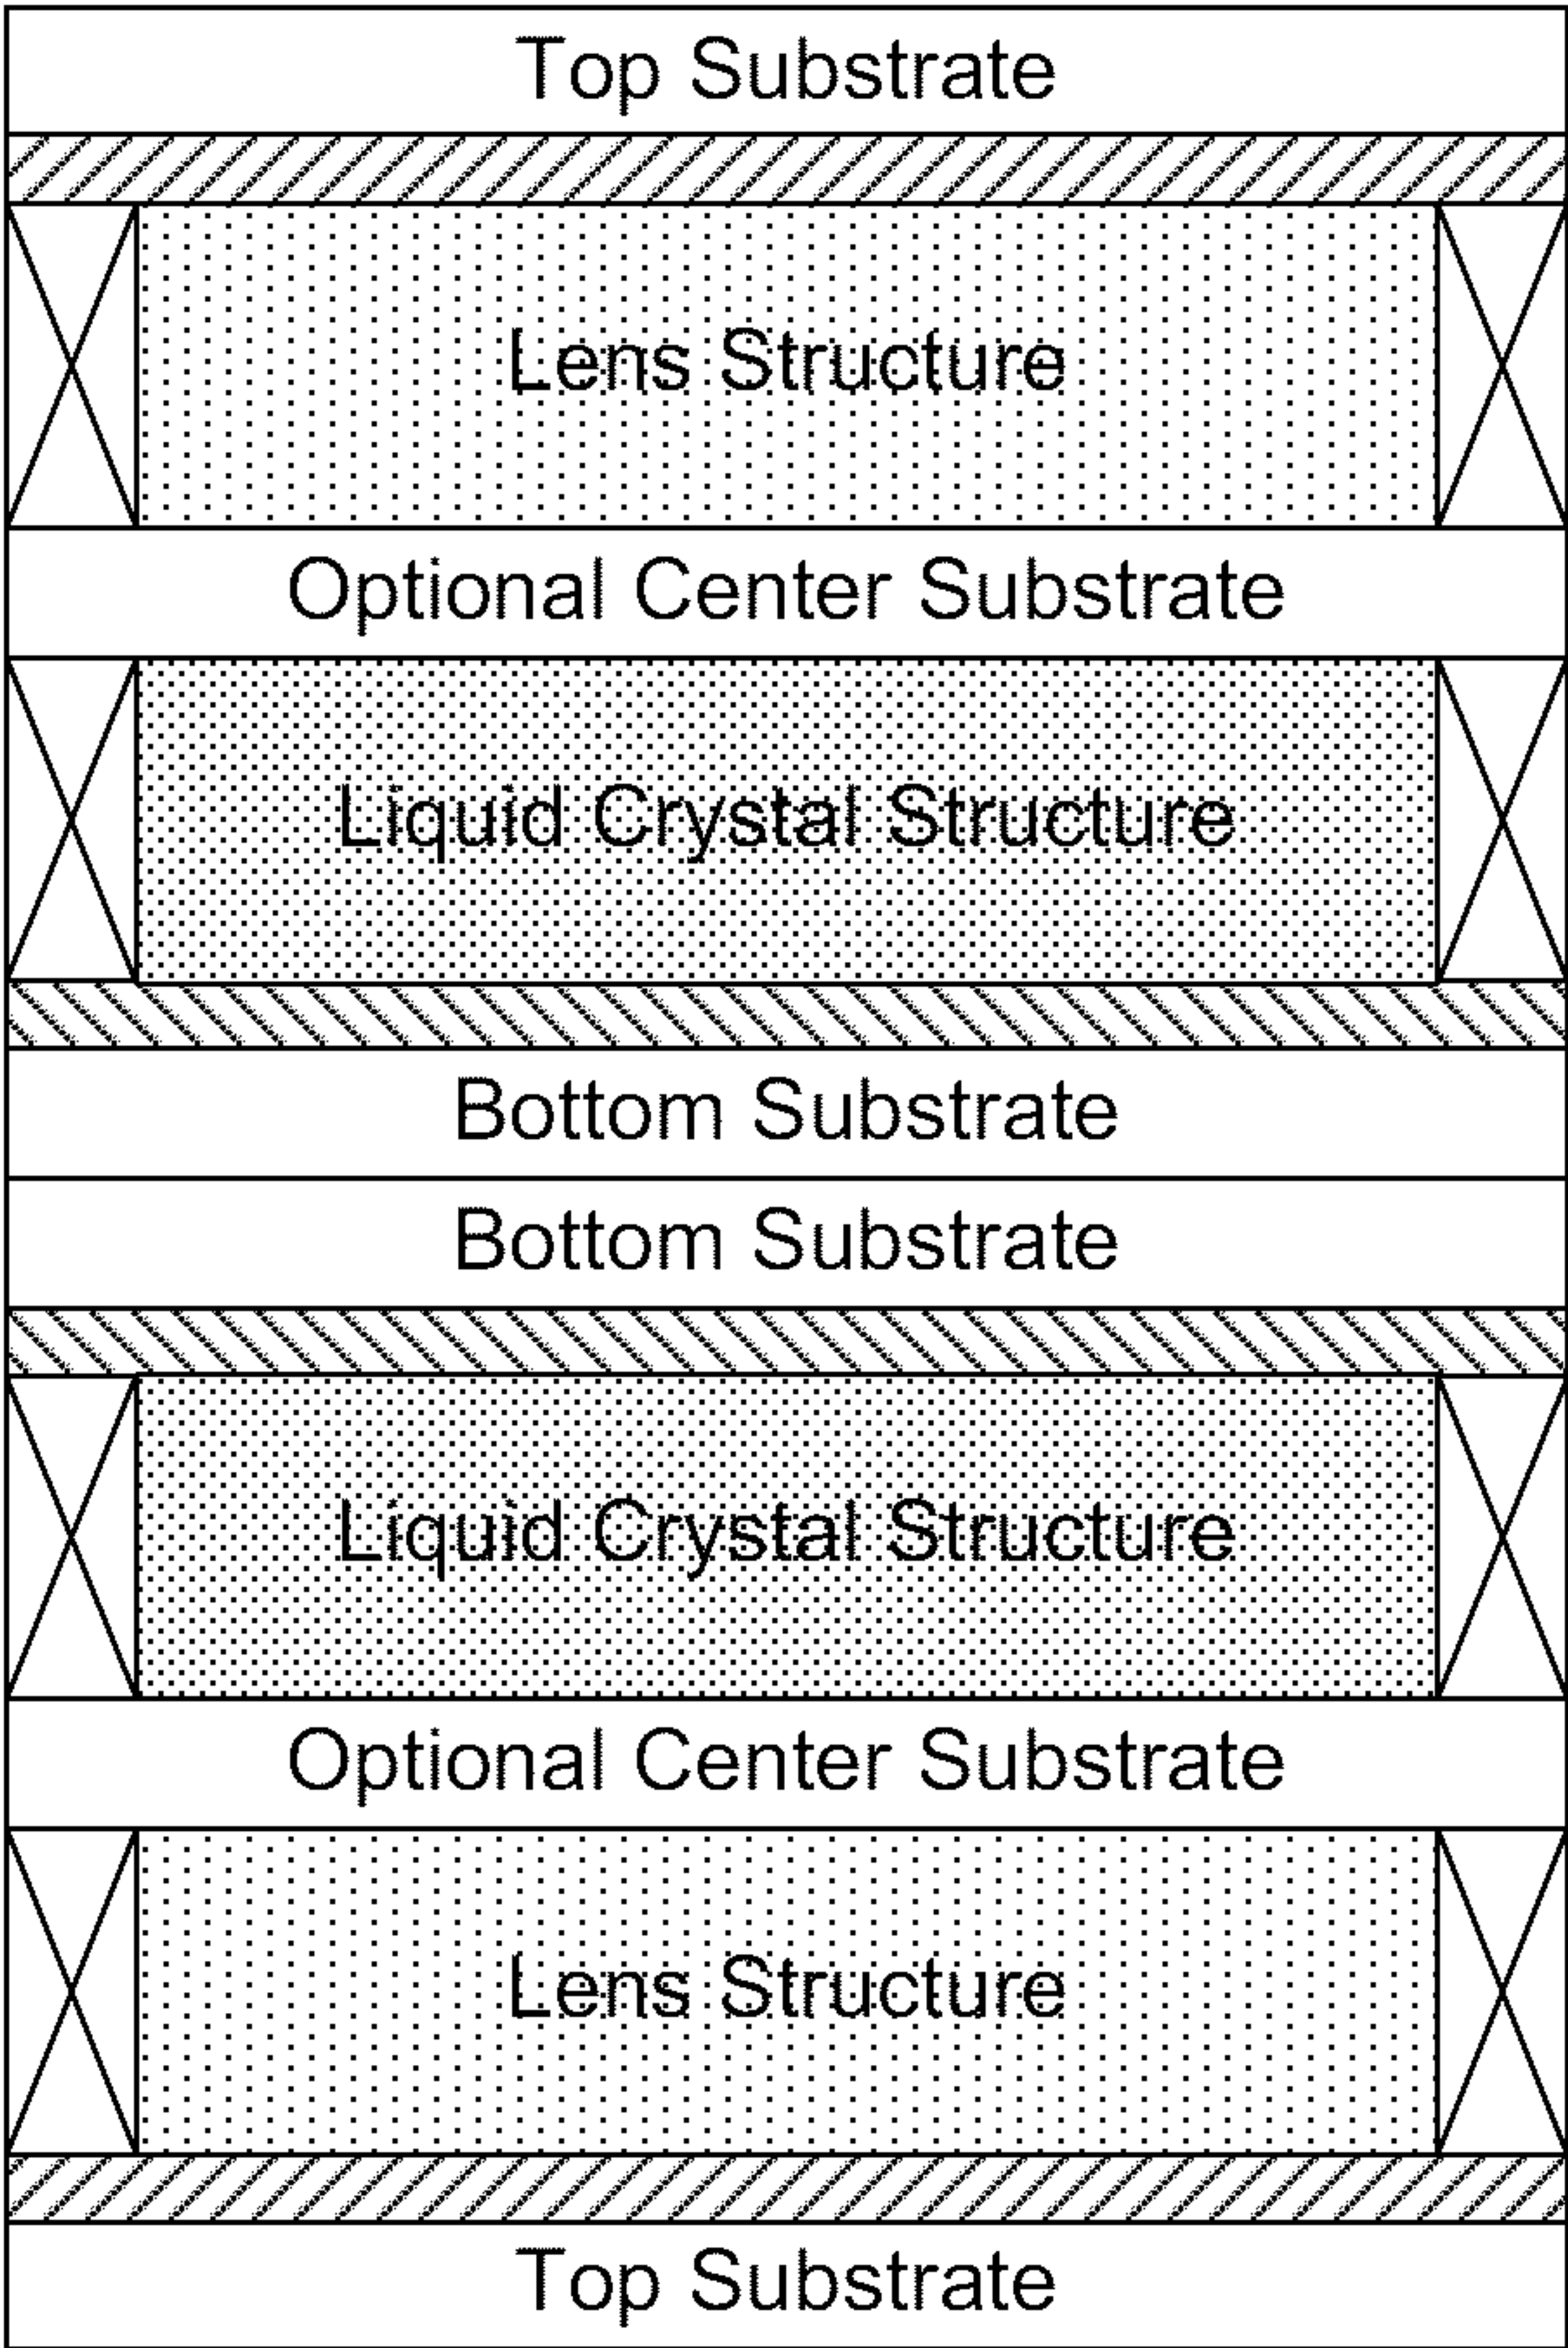 Top Substrate
Lens Structure
Optional Center Substrate
Liquid Crystal Structure
Bottom Substrate
Bottom Substrate
Liquid Crystal Structure
Optional Center Substrate
Lens Structure
Top Substrate